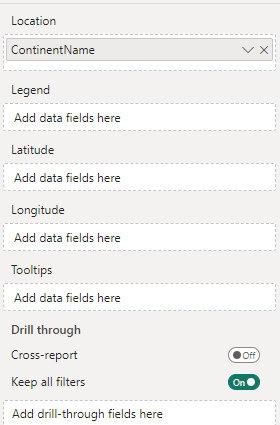 Location
ContinentName
Legend
Add data fields here
Latitude
Add data fields here
Longitude
Add data fields here
Tooltips
Add data fields here
Drill through
Cross-report Off
Keep all filters On
Add drill-through fields here